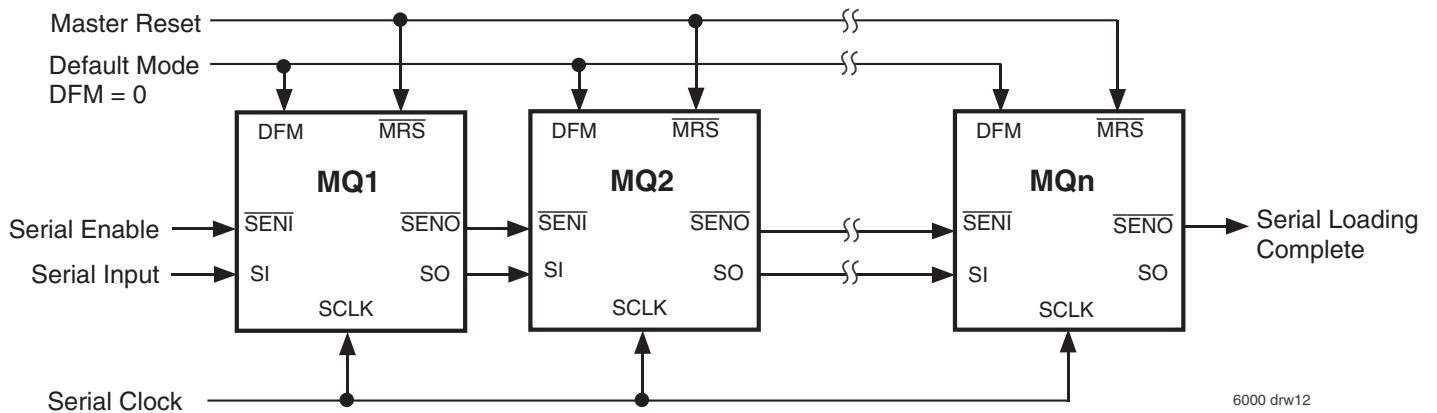 Master Reset
Default Mode
DFM = 0
DFM MRS
MQ1
SENI SENO
SI SO
SCLK
DFM MRS
MQ2
SENI SENO
SI SO
SCLK
DFM MRS
MQn
SENI SENO
SI SO
SCLK
Serial Enable
Serial Input
Serial Loading
Complete
Serial Clock
6000 drw12